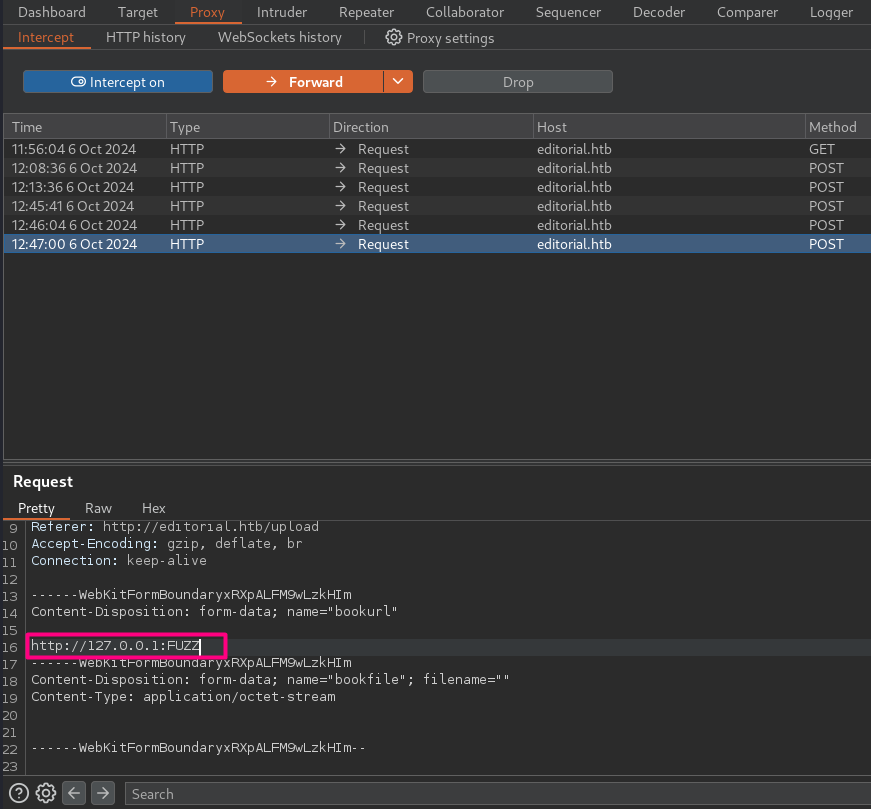 Dashboard Target Proxy Intruder Repeater Collaborator Sequencer Decoder Comparer Logger
Intercept HTTP history WebSockets history Proxy settings
Intercept on Forward Drop
Time Type Direction Host Method
11:56:04 6 Oct 2024 HTTP → Request editorial.htb GET
12:08:36 6 Oct 2024 HTTP → Request editorial.htb POST
12:13:36 6 Oct 2024 HTTP → Request editorial.htb POST
12:45:41 6 Oct 2024 HTTP → Request editorial.htb POST
12:46:04 6 Oct 2024 HTTP → Request editorial.htb POST
12:47:00 6 Oct 2024 HTTP → Request editorial.htb POST
Request
Pretty Raw Hex
9 Referer: http://editorial.htb/upload
10 Accept-Encoding: gzip, deflate, br
11 Connection: keep-alive
12
13 ------WebKitFormBoundaryxRXpALFM9wLzkHIm
14 Content-Disposition: form-data; name="bookurl"
15
16 http://127.0.0.1:FUZZ
17 ------WebKitFormBoundaryxRXpALFM9wLzkHIm
18 Content-Disposition: form-data; name="bookfile"; filename=""
19 Content-Type: application/octet-stream
20
21
22 ------WebKitFormBoundaryxRXpALFM9wLzkHIm--
23
Search